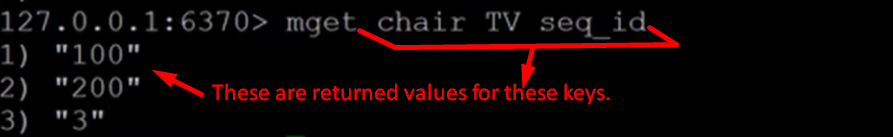 127.0.0.1:6370> mget chair TV seq_id
1) "100"
2) "200"
These are returned values for these keys.
3) "3"